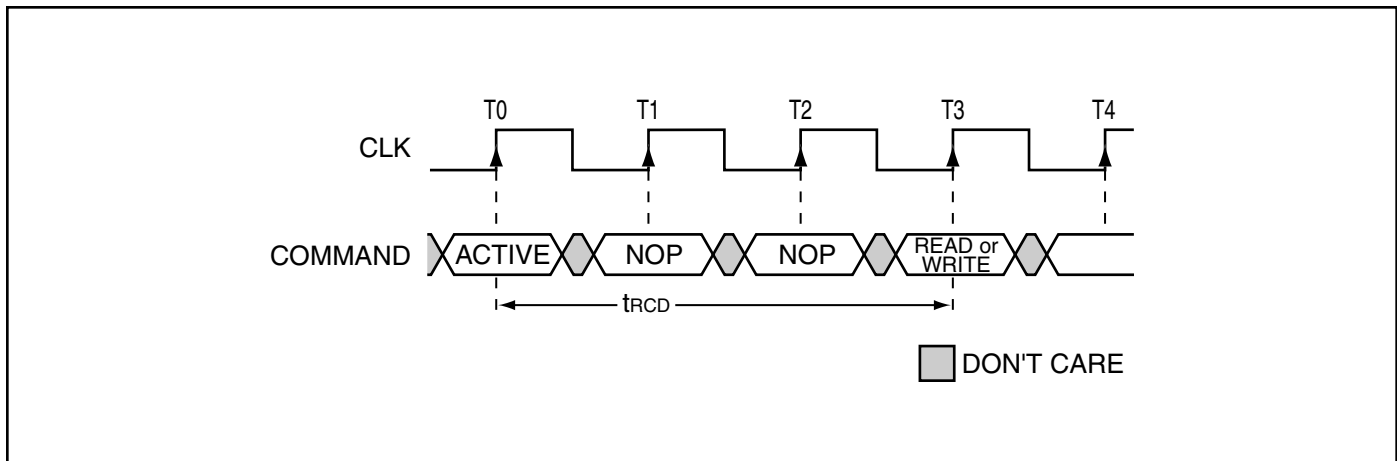 T0 T1 T2 T3 T4
CLK
COMMAND ACTIVE NOP NOP READ or
WRITE
tRCD
DON'T CARE